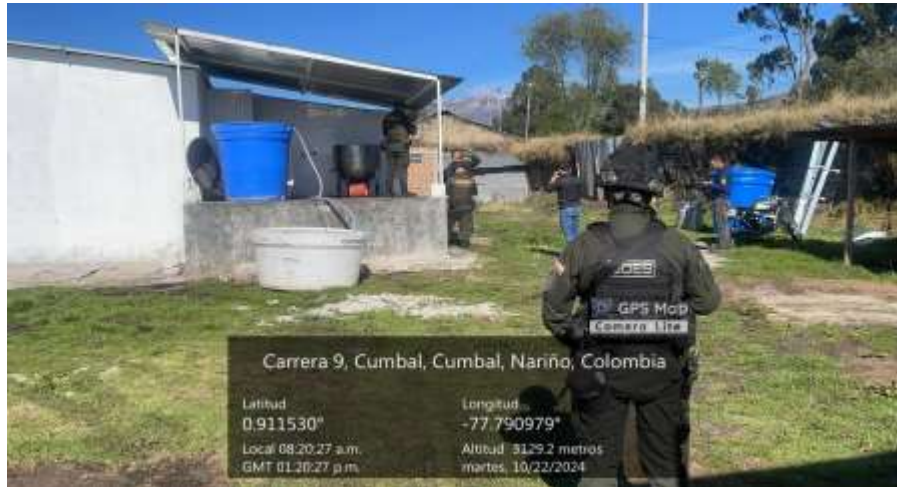 GPS Map
Camera Lite
Carrera 9, Cumbal, Cumbal, Nariño, Colombia
Latitud
0.911530°
Longitud
-77.790979°
Local 08:20:27 a.m.
GMT 01:20:27 p.m.
Altitud 3129.2 metros
martes, 10/22/2024